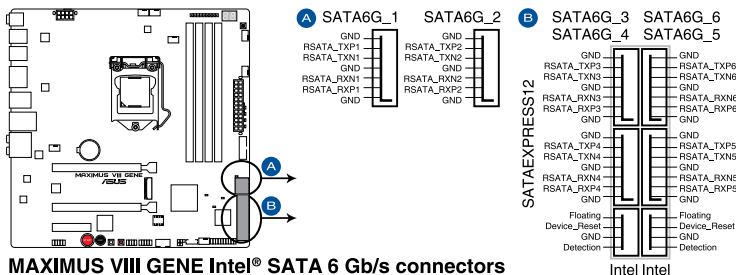 A SATA6G_1 SATA6G_2
GND GND
RSATA_TXP1 RSATA_TXP2
RSATA_TXN1 RSATA_TXN2
GND GND
RSATA_RXN1 RSATA_RXN2
RSATA_RXP1 RSATA_RXP2
GND GND
B SATA6G_3 SATA6G_6
SATA6G_4 SATA6G_5
SATAEXPRESS12
GND GND
RSATA_TXP3 RSATA_TXP6
RSATA_TXN3 RSATA_TXN6
GND GND
RSATA_RXN3 RSATA_RXN6
RSATA_RXP3 RSATA_RXP6
GND GND
GND GND
RSATA_TXP4 RSATA_TXP5
RSATA_TXN4 RSATA_TXN5
GND GND
RSATA_RXN4 RSATA_RXN5
RSATA_RXP4 RSATA_RXP5
GND GND
Floating Floating
Device_Reset Device_Reset
GND GND
Detection Detection
Intel Intel
MAXIMUS VIII GENE
ASUS
A
B
MAXIMUS VIII GENE Intel® SATA 6 Gb/s connectors